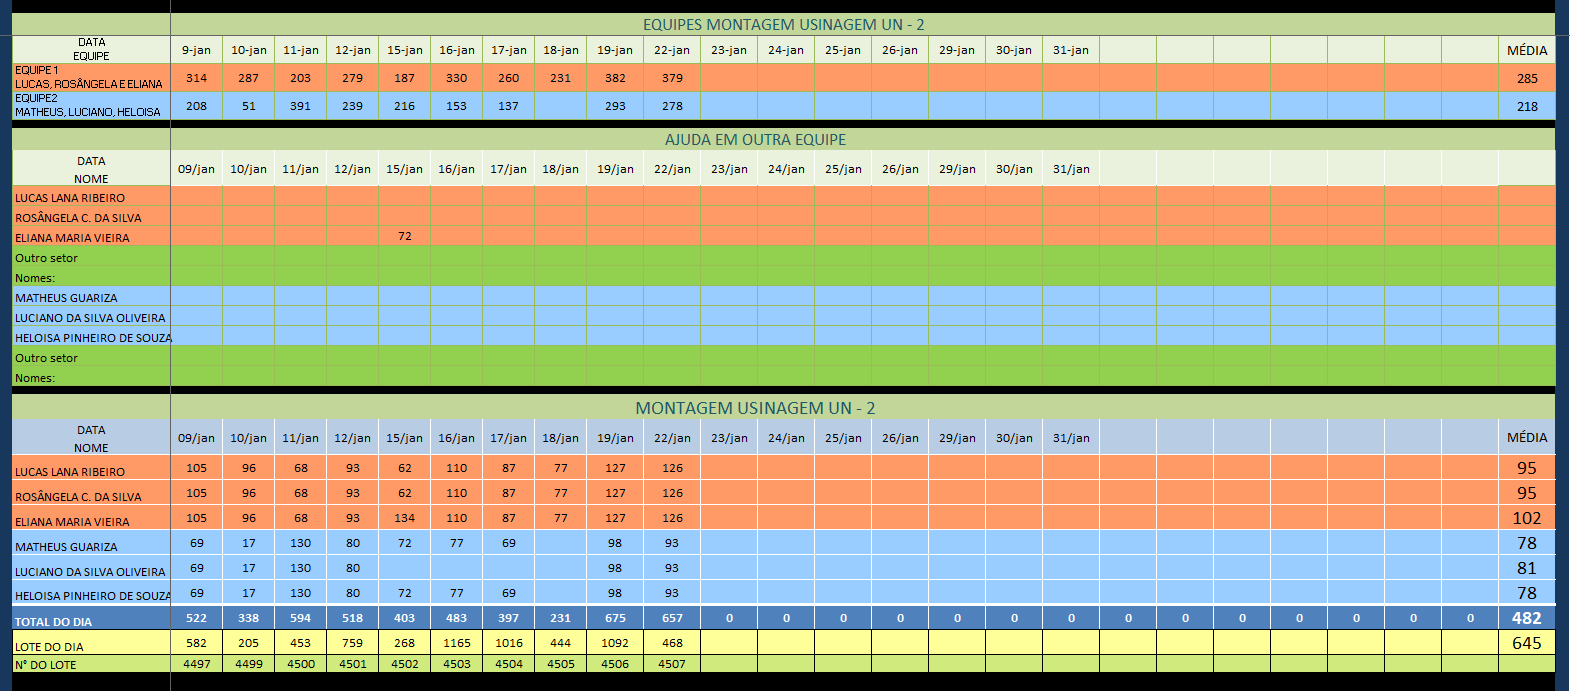 EQUIPES MONTAGEM USINAGEM UN - 2
DATA
EQUIPE
9-jan 10-jan 11-jan 12-jan 15-jan 16-jan 17-jan 18-jan 19-jan 22-jan 23-jan 24-jan 25-jan 26-jan 29-jan 30-jan 31-jan MÉDIA
EQUIPE 1
LUCAS, ROSÂNGELA E ELIANA
314 287 203 279 187 330 260 231 382 379 285
EQUIPE2
MATHEUS, LUCIANO, HELOISA
208 51 391 239 216 153 137 293 278 218
AJUDA EM OUTRA EQUIPE
DATA
NOME
09/jan 10/jan 11/jan 12/jan 15/jan 16/jan 17/jan 18/jan 19/jan 22/jan 23/jan 24/jan 25/jan 26/jan 29/jan 30/jan 31/jan
LUCAS LANA RIBEIRO
ROSÂNGELA C. DA SILVA
ELIANA MARIA VIEIRA 72
Outro setor
Nomes:
MATHEUS GUARIZA
LUCIANO DA SILVA OLIVEIRA
HELOISA PINHEIRO DE SOUZA
Outro setor
Nomes:
MONTAGEM USINAGEM UN - 2
DATA
NOME
09/jan 10/jan 11/jan 12/jan 15/jan 16/jan 17/jan 18/jan 19/jan 22/jan 23/jan 24/jan 25/jan 26/jan 29/jan 30/jan 31/jan MÉDIA
LUCAS LANA RIBEIRO 105 96 68 93 62 110 87 77 127 126 95
ROSÂNGELA C. DA SILVA 105 96 68 93 62 110 87 77 127 126 95
ELIANA MARIA VIEIRA 105 96 68 93 134 110 87 77 127 126 102
MATHEUS GUARIZA 69 17 130 80 72 77 69 98 93 78
LUCIANO DA SILVA OLIVEIRA 69 17 130 80 98 93 81
HELOISA PINHEIRO DE SOUZA 69 17 130 80 72 77 69 98 93 78
TOTAL DO DIA 522 338 594 518 403 483 397 231 675 657 0 0 0 0 0 0 0 0 0 0 0 0 0 0 482
LOTE DO DIA 582 205 453 759 268 1165 1016 444 1092 468 645
N° DO LOTE 4497 4499 4500 4501 4502 4503 4504 4505 4506 4507